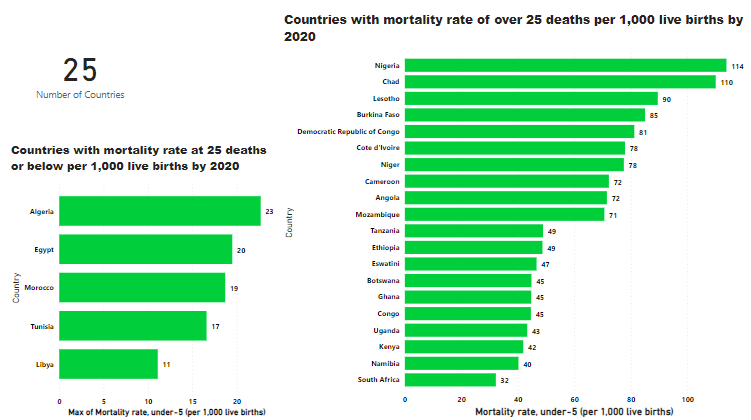 Countries with mortality rate of over 25 deaths per 1,000 live births by
2020
25
Number of Countries
Countries with mortality rate at 25 deaths
or below per 1,000 live births by 2020
Country
Algeria 23
Egypt 20
Morocco 19
Tunisia 17
Libya 11
0 5 10 15 20
Max of Mortality rate, under-5 (per 1,000 live births)
Country
Nigeria 114
Chad 110
Lesotho 90
Burkina Faso 85
Democratic Republic of Congo 81
Cote d'Ivoire 78
Niger 78
Cameroon 72
Angola 72
Mozambique 71
Tanzania 49
Ethiopia 49
Eswatini 47
Botswana 45
Ghana 45
Congo 45
Uganda 43
Kenya 42
Namibia 40
South Africa 32
0 20 40 60 80 100
Mortality rate, under-5 (per 1,000 live births)